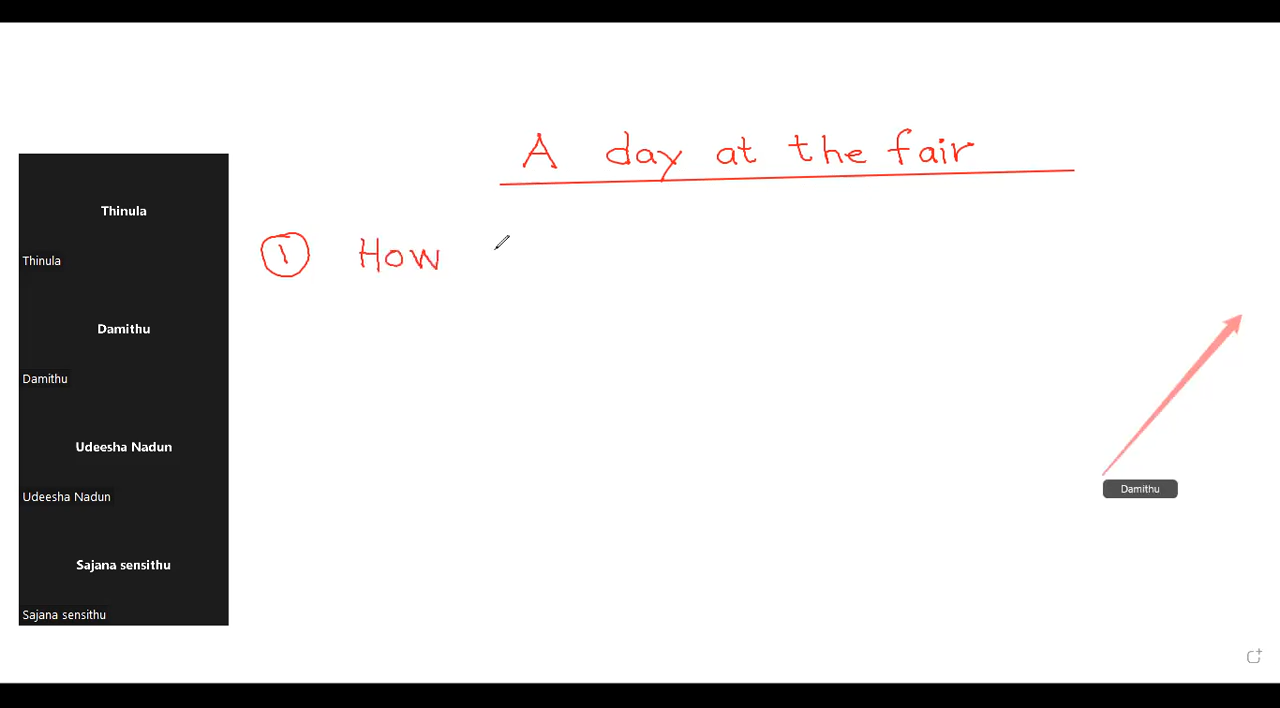 A day at the fair
Thinula
Thinula
① How
Damithu
Damithu
Udeesha Nadun
Udeesha Nadun
Damithu
Sajana sensithu
Sajana sensithu